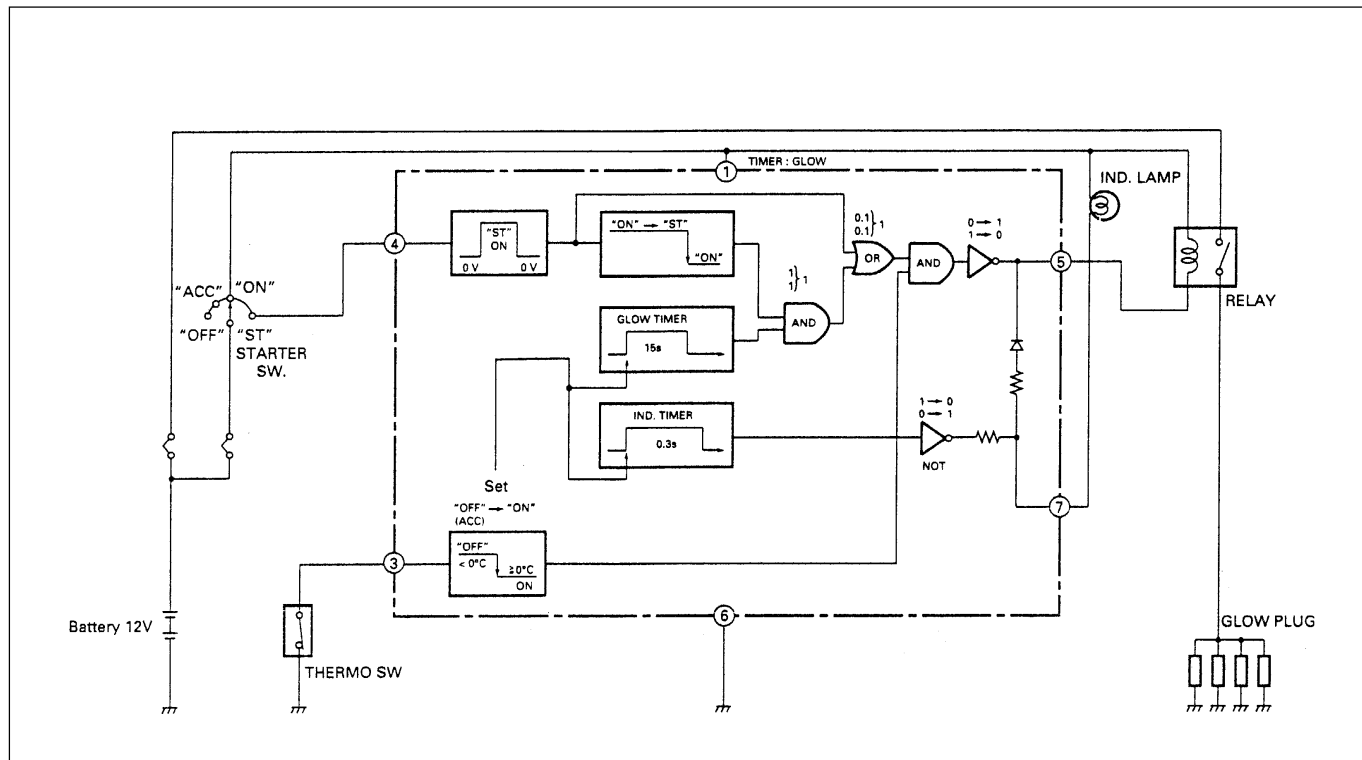 TIMER : GLOW
1
IND. LAMP
4
"ST"
ON
0 V
0 V
"ON" → "ST"
"ON"
0.1
0.1
} 1
OR
AND
0 → 1
1 → 0
5
RELAY
1
1
} 1
AND
"ACC"
"ON"
"OFF"
"ST"
STARTER
SW.
GLOW TIMER
15s
IND. TIMER
0.3s
1 → 0
0 → 1
NOT
7
Set
"OFF" → "ON"
(ACC)
3
"OFF"
< 0°C
≥0°C
ON
6
Battery 12V
THERMO SW
GLOW PLUG